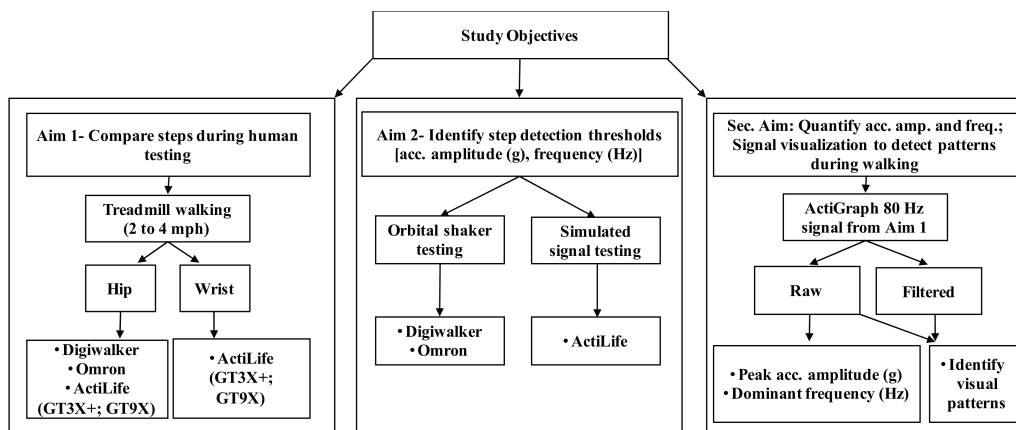 Study Objectives
Aim 1- Compare steps during human
testing
Treadmill walking
(2 to 4 mph)
Hip
Wrist
• Digiwalker
• Omron
• ActiLife
(GT3X+; GT9X)
• ActiLife
(GT3X+;
GT9X)
Aim 2- Identify step detection thresholds
[acc. amplitude (g), frequency (Hz)]
Orbital shaker
testing
Simulated
signal testing
• Digiwalker
• Omron
• ActiLife
Sec. Aim: Quantify acc. amp. and freq.;
Signal visualization to detect patterns
during walking
ActiGraph 80 Hz
signal from Aim 1
Raw
Filtered
• Peak acc. amplitude (g)
• Dominant frequency (Hz)
• Identify
visual
patterns